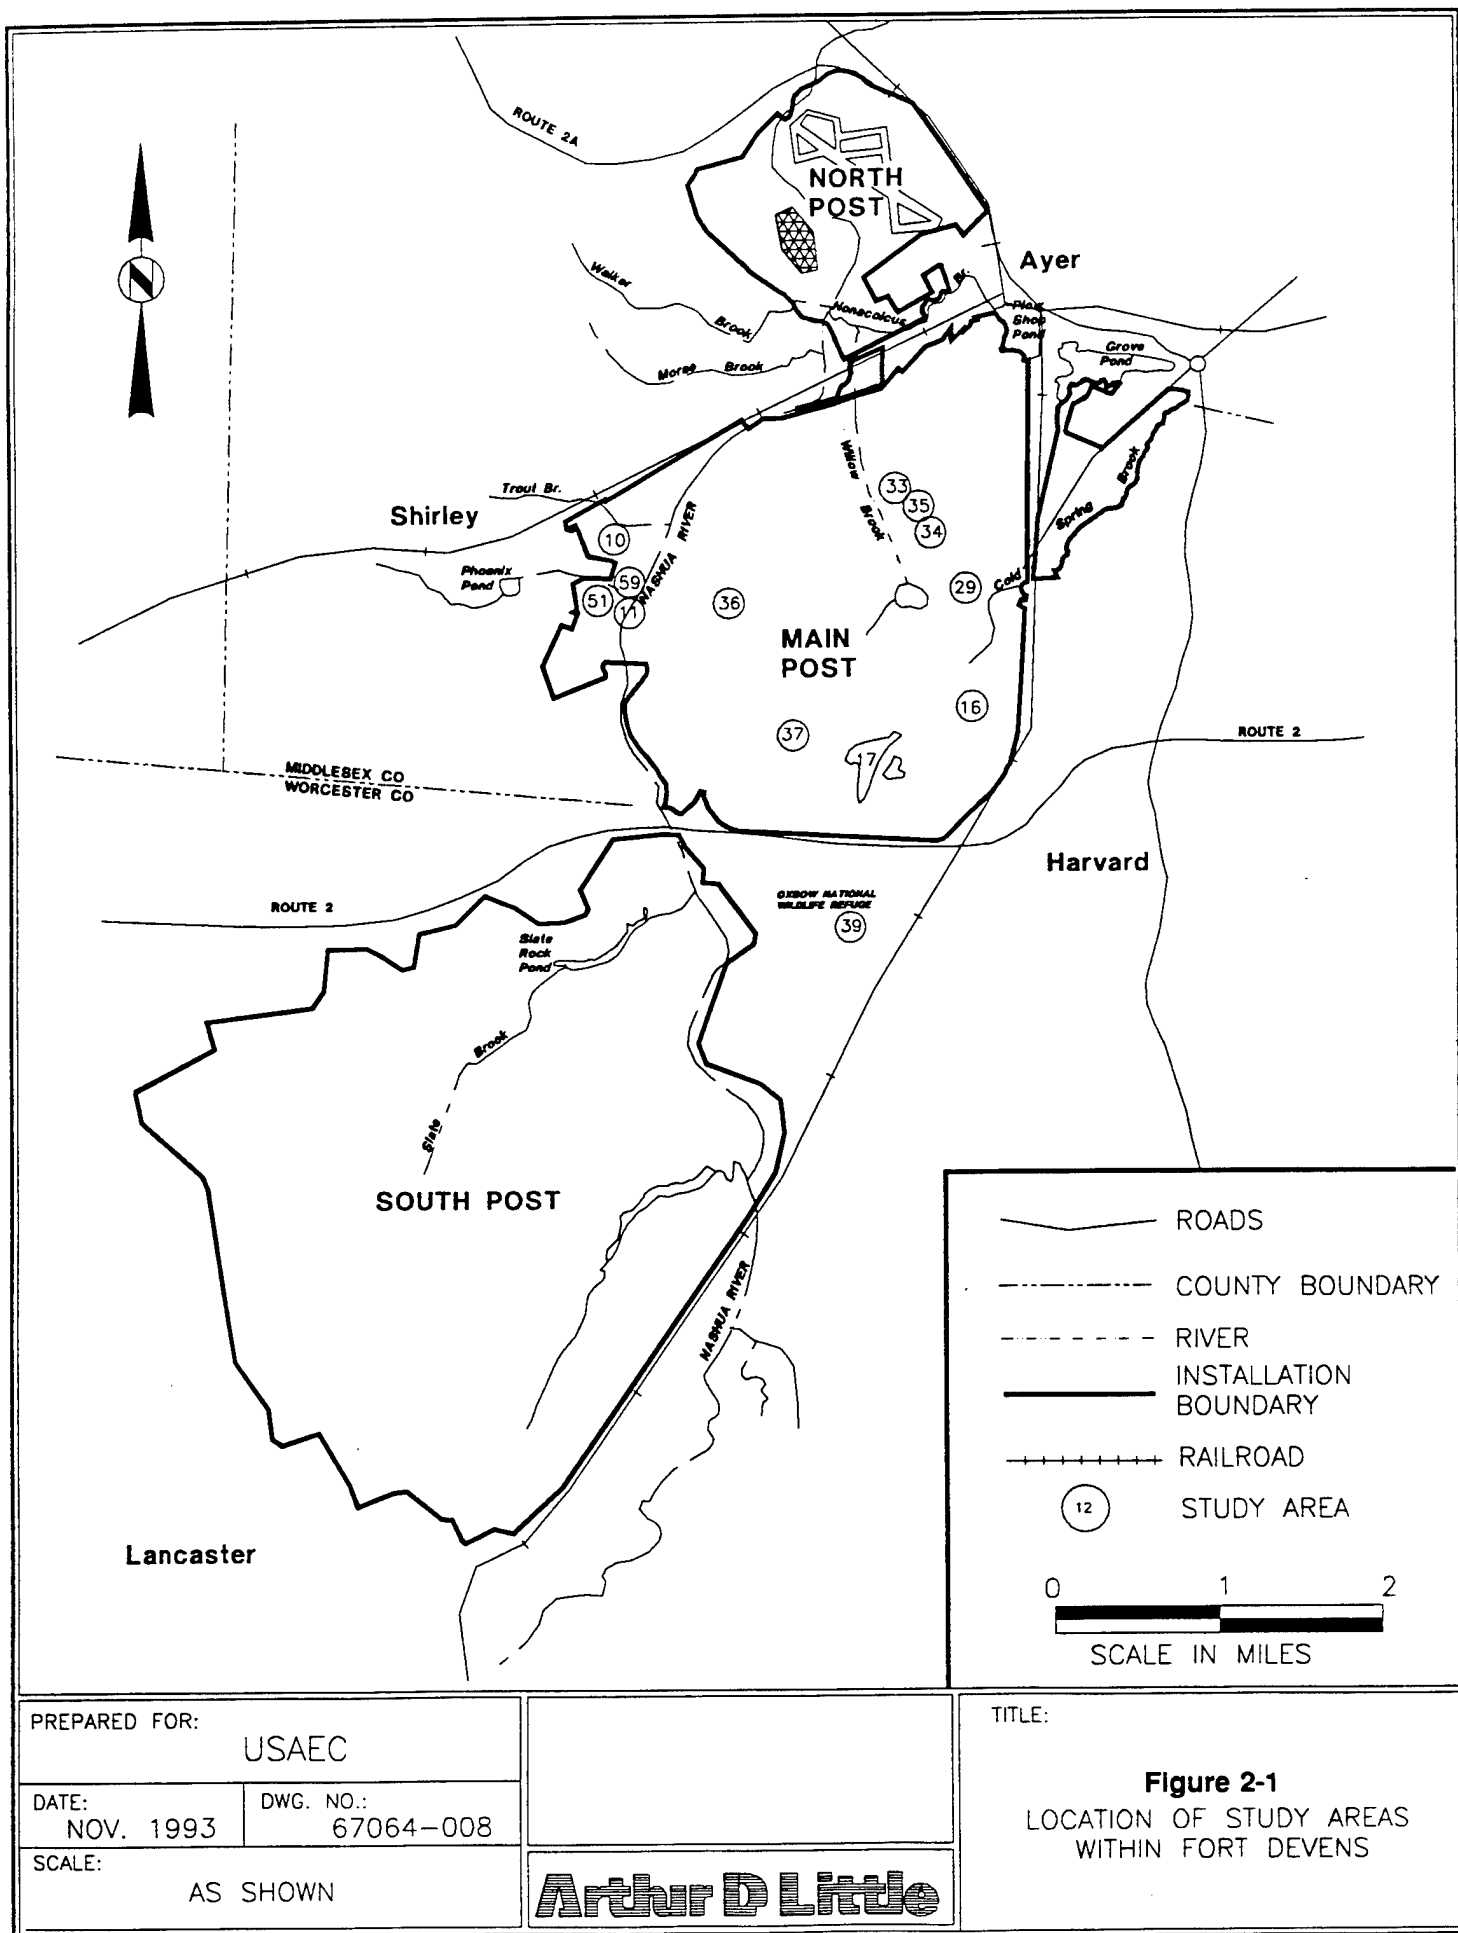 ROUTE 2A
NORTH
POST
Ayer
Walker
Brook
Nonacoicus
Br.
Plow
Shop
Pond
Grove
Pond
Morse Brook
Willow
Brook
Trout Br.
Shirley
NASHUA RIVER
Spring
Brook
Cold
33
35
34
10
Phoenix
Pond
59
51
11
36
29
MAIN
POST
16
37
17
ROUTE 2
MIDDLESEX CO
WORCESTER CO
Harvard
ROUTE 2
OXBOW NATIONAL
WILDLIFE REFUGE
39
Slate
Rock
Pond
Brook
Slate
SOUTH POST
NASHUA RIVER
Lancaster
ROADS
COUNTY BOUNDARY
RIVER
INSTALLATION
BOUNDARY
RAILROAD
12 STUDY AREA
0 1 2
SCALE IN MILES
PREPARED FOR:
USAEC
DATE:
NOV. 1993
DWG. NO.:
67064-008
SCALE:
AS SHOWN
Arthur D Little
TITLE:
Figure 2-1
LOCATION OF STUDY AREAS
WITHIN FORT DEVENS